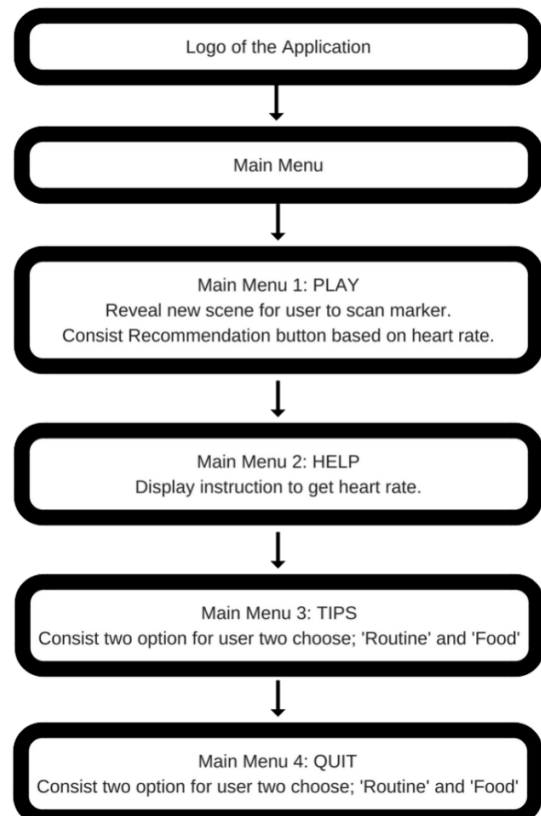 Logo of the Application
Main Menu
Main Menu 1: PLAY
Reveal new scene for user to scan marker.
Consist Recommendation button based on heart rate.
Main Menu 2: HELP
Display instruction to get heart rate.
Main Menu 3: TIPS
Consist two option for user two choose; 'Routine' and 'Food'
Main Menu 4: QUIT
Consist two option for user two choose; 'Routine' and 'Food'